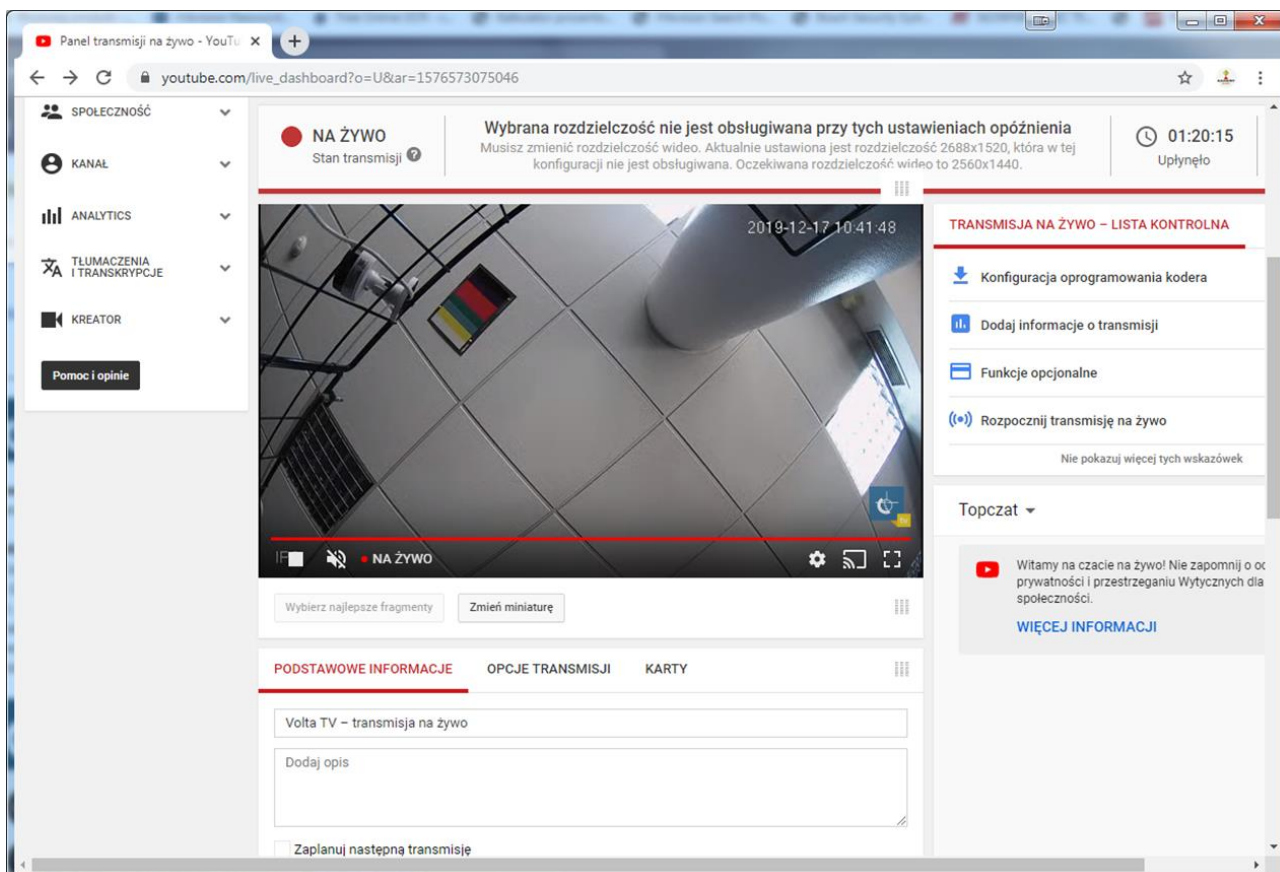 Panel transmisji na żywo - YouTu
youtube.com/live_dashboard?o=U&ar=1576573075046
SPOŁECZNOŚĆ
KANAŁ
ANALYTICS
TŁUMACZENIA
I TRANSKRYPCJE
KREATOR
Pomoc i opinie
NA ŻYWO
Stan transmisji
Wybrana rozdzielczość nie jest obsługiwana przy tych ustawieniach opóźnienia
Musisz zmienić rozdzielczość wideo. Aktualnie ustawiona jest rozdzielczość 2688x1520, która w tej
konfiguracji nie jest obsługiwana. Oczekiwana rozdzielczość wideo to 2560x1440.
01:20:15
Upłynęło
2019-12-17 10:41:48
tv
NA ŻYWO
Wybierz najlepsze fragmenty
Zmień miniaturę
PODSTAWOWE INFORMACJE
OPCJE TRANSMISJI
KARTY
Volta TV – transmisja na żywo
Dodaj opis
Zaplanuj następną transmisję
TRANSMISJA NA ŻYWO – LISTA KONTROLNA
Konfiguracja oprogramowania kodera
Dodaj informacje o transmisji
Funkcje opcjonalne
Rozpocznij transmisję na żywo
Nie pokazuj więcej tych wskazówek
Topczat
Witamy na czacie na żywo! Nie zapomnij o oc
prywatności i przestrzeganiu Wytycznych dla
społeczności.
WIĘCEJ INFORMACJI